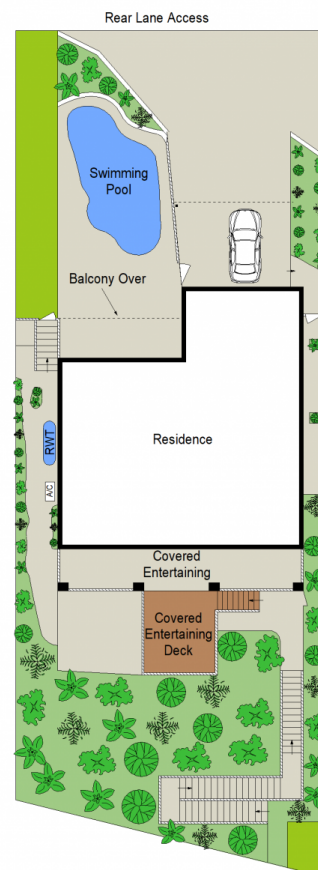 Rear Lane Access
Swimming
Pool
Balcony Over
Residence
RWT
A/C
Covered
Entertaining
Covered
Entertaining
Deck